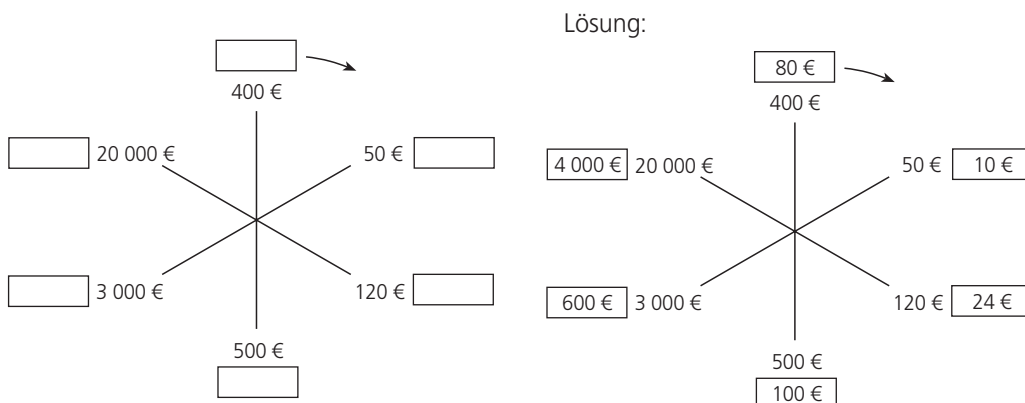 400 €
20 000 €
50 €
3 000 €
120 €
500 €
Lösung:
80 €
400 €
4 000 € 20 000 €
50 € 10 €
600 € 3 000 €
120 € 24 €
500 €
100 €